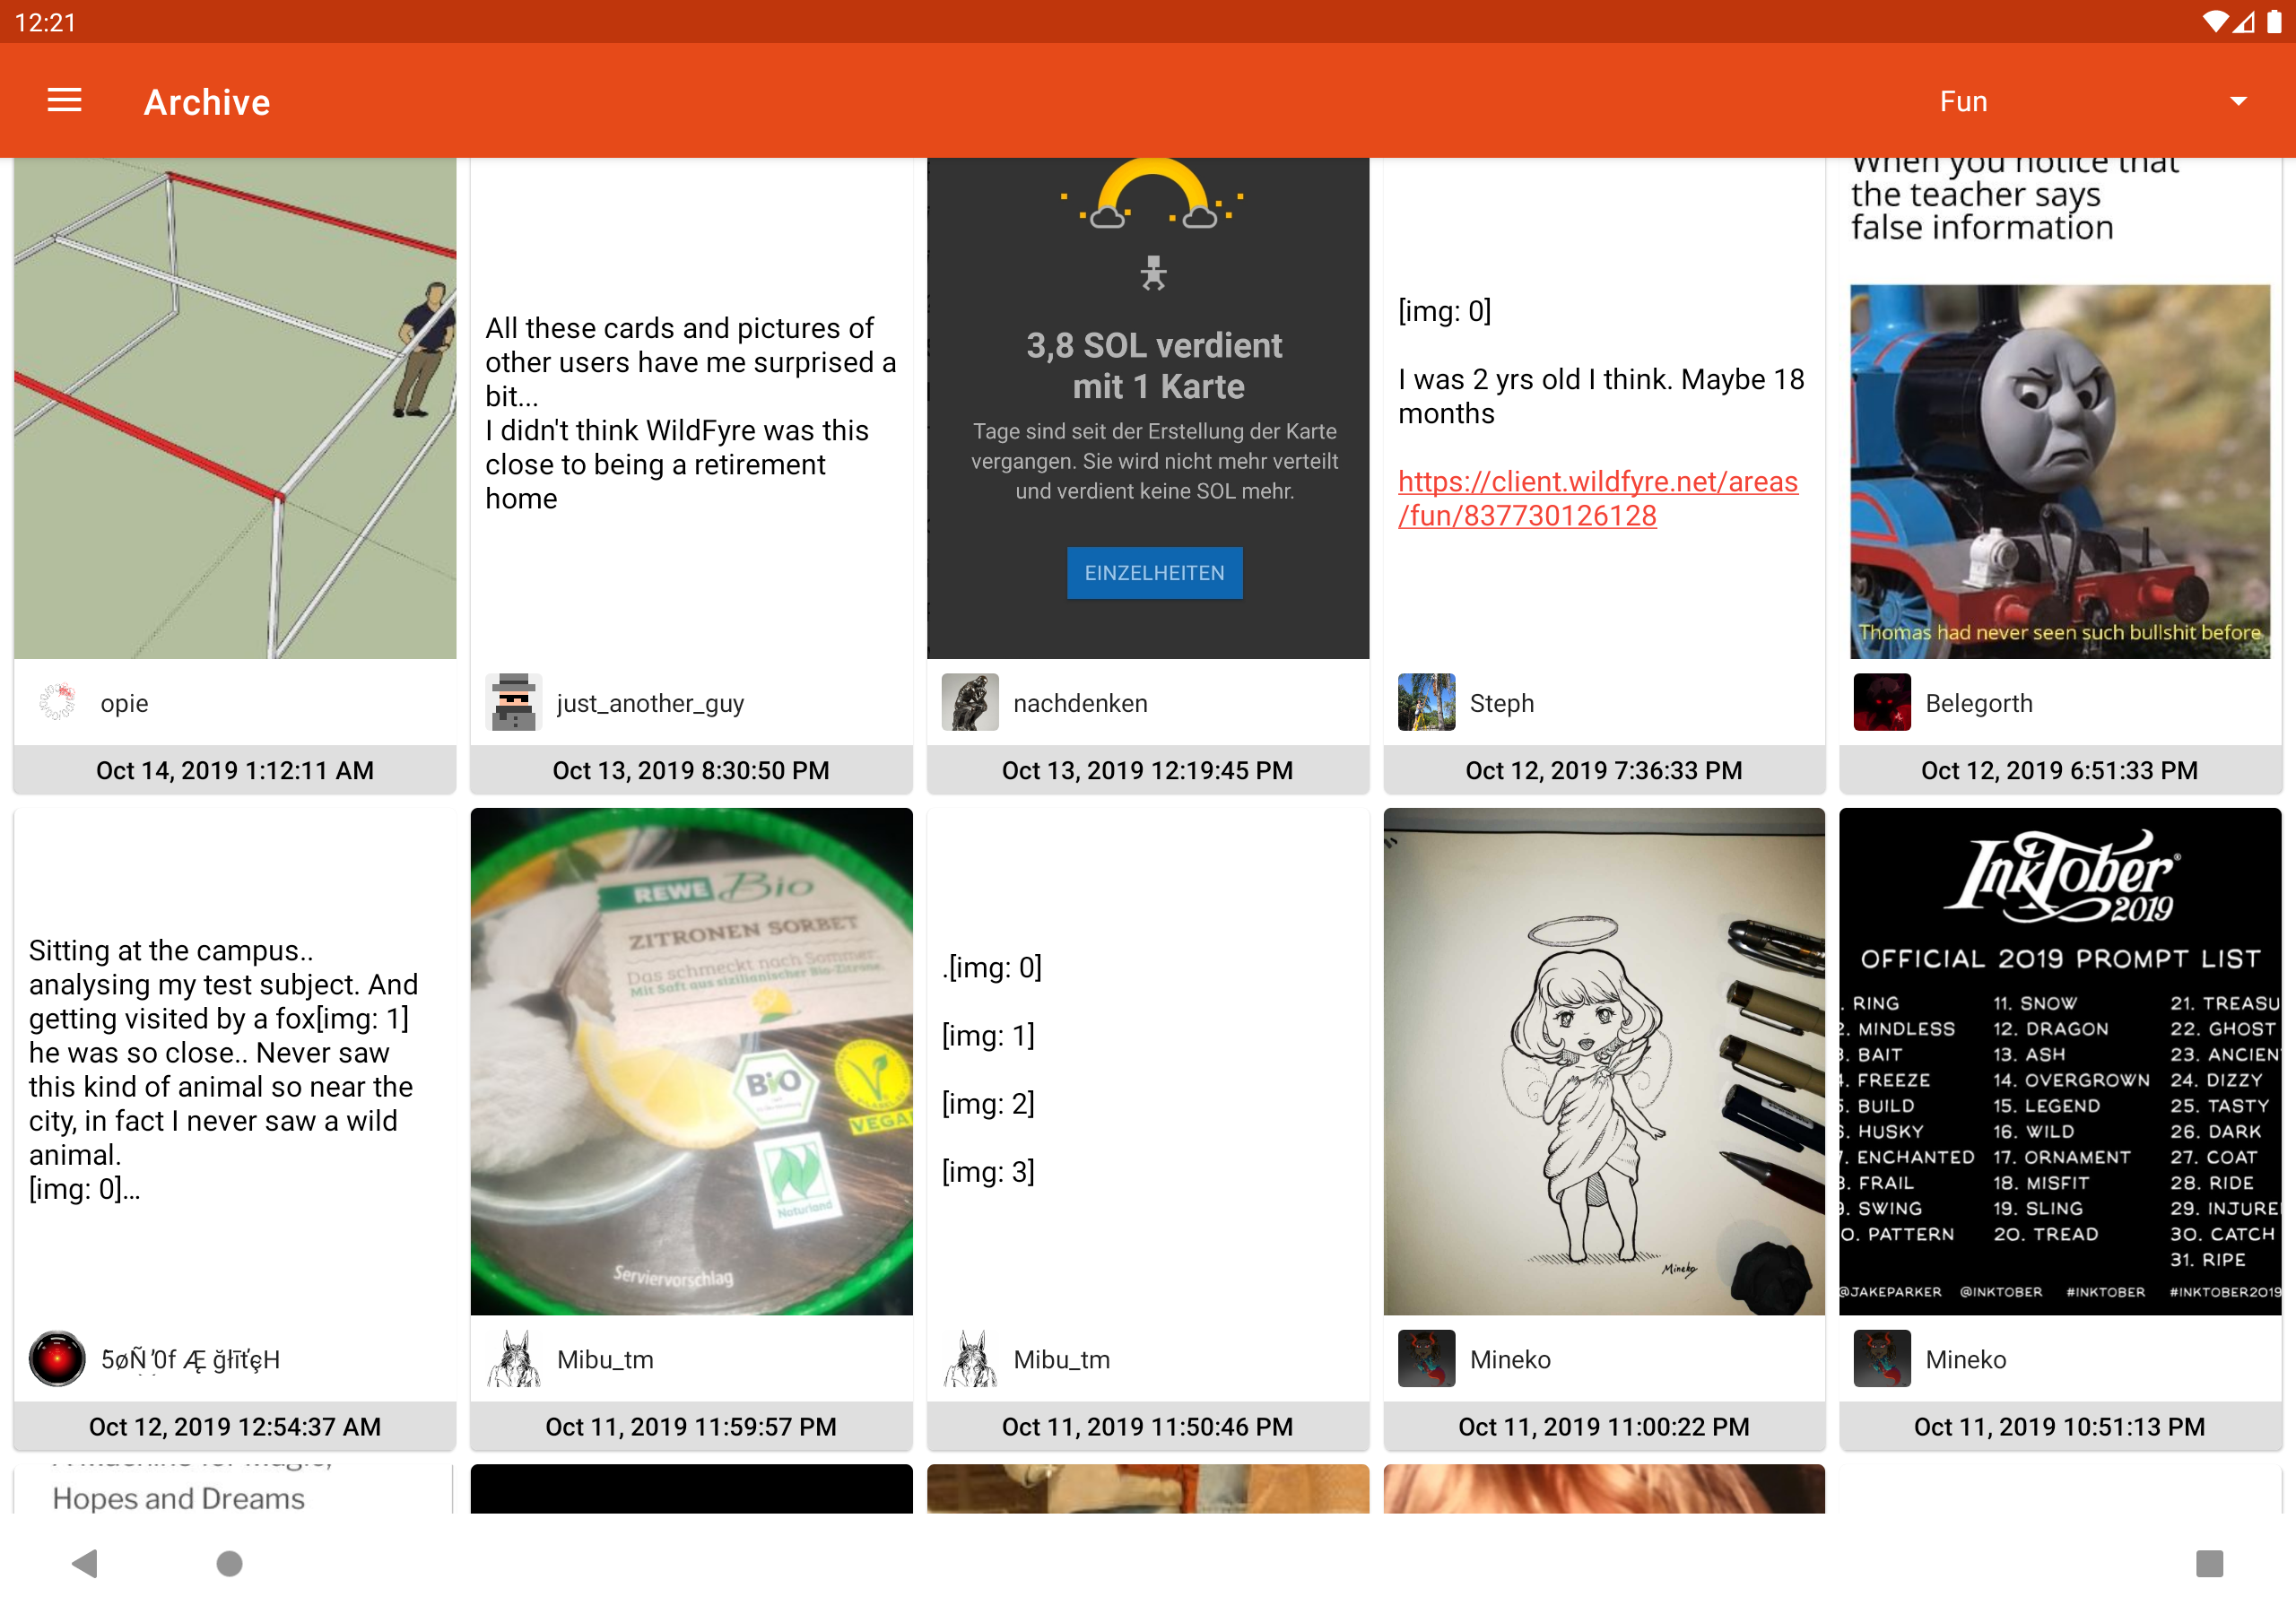 12:21
Archive
Fun
When you notice that
the teacher says
false information
Thomas had never seen such bullshit before
All these cards and pictures of
other users have me surprised a
bit...
I didn't think WildFyre was this
close to being a retirement
home
3,8 SOL verdient
mit 1 Karte
Tage sind seit der Erstellung der Karte
vergangen. Sie wird nicht mehr verteilt
und verdient keine SOL mehr.
EINZELHEITEN
[img: 0]
I was 2 yrs old I think. Maybe 18
months
https://client.wildfyre.net/areas
/fun/837730126128
opie
just_another_guy
nachdenken
Steph
Belegorth
Oct 14, 2019 1:12:11 AM
Oct 13, 2019 8:30:50 PM
Oct 13, 2019 12:19:45 PM
Oct 12, 2019 7:36:33 PM
Oct 12, 2019 6:51:33 PM
Sitting at the campus..
analysing my test subject. And
getting visited by a fox[img: 1]
he was so close.. Never saw
this kind of animal so near the
city, in fact I never saw a wild
animal.
[img: 0]...
REWE Bio
ZITRONEN SORBET
Das schmeckt nach Sommer.
Mit Saft aus sizilianischer Bio-Zitrone.
BIO
VEGAN
Naturland
Serviervorschlag
.[img: 0]
[img: 1]
[img: 2]
[img: 3]
Mineko
InkTober
2019
OFFICIAL 2019 PROMPT LIST
. RING 11. SNOW 21. TREASU
2. MINDLESS 12. DRAGON 22. GHOST
3. BAIT 13. ASH 23. ANCIEN
4. FREEZE 14. OVERGROWN 24. DIZZY
5. BUILD 15. LEGEND 25. TASTY
6. HUSKY 16. WILD 26. DARK
7. ENCHANTED 17. ORNAMENT 27. COAT
8. FRAIL 18. MISFIT 28. RIDE
9. SWING 19. SLING 29. INJURE
0. PATTERN 20. TREAD 30. CATCH
31. RIPE
@JAKEPARKER @INKTOBER #INKTOBER #INKTOBER2019
Mibu_tm
Mibu_tm
Mineko
Mineko
Oct 12, 2019 12:54:37 AM
Oct 11, 2019 11:59:57 PM
Oct 11, 2019 11:50:46 PM
Oct 11, 2019 11:00:22 PM
Oct 11, 2019 10:51:13 PM
Hopes and Dreams